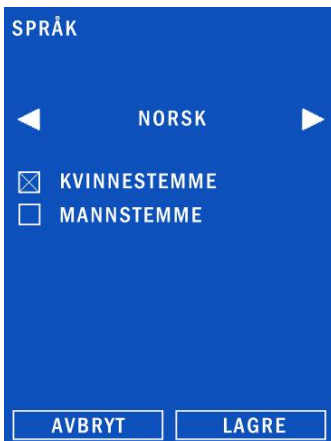 SPRÅK
NORSK
KVINNESTEMME
MANNSTEMME
AVBRYT LAGRE